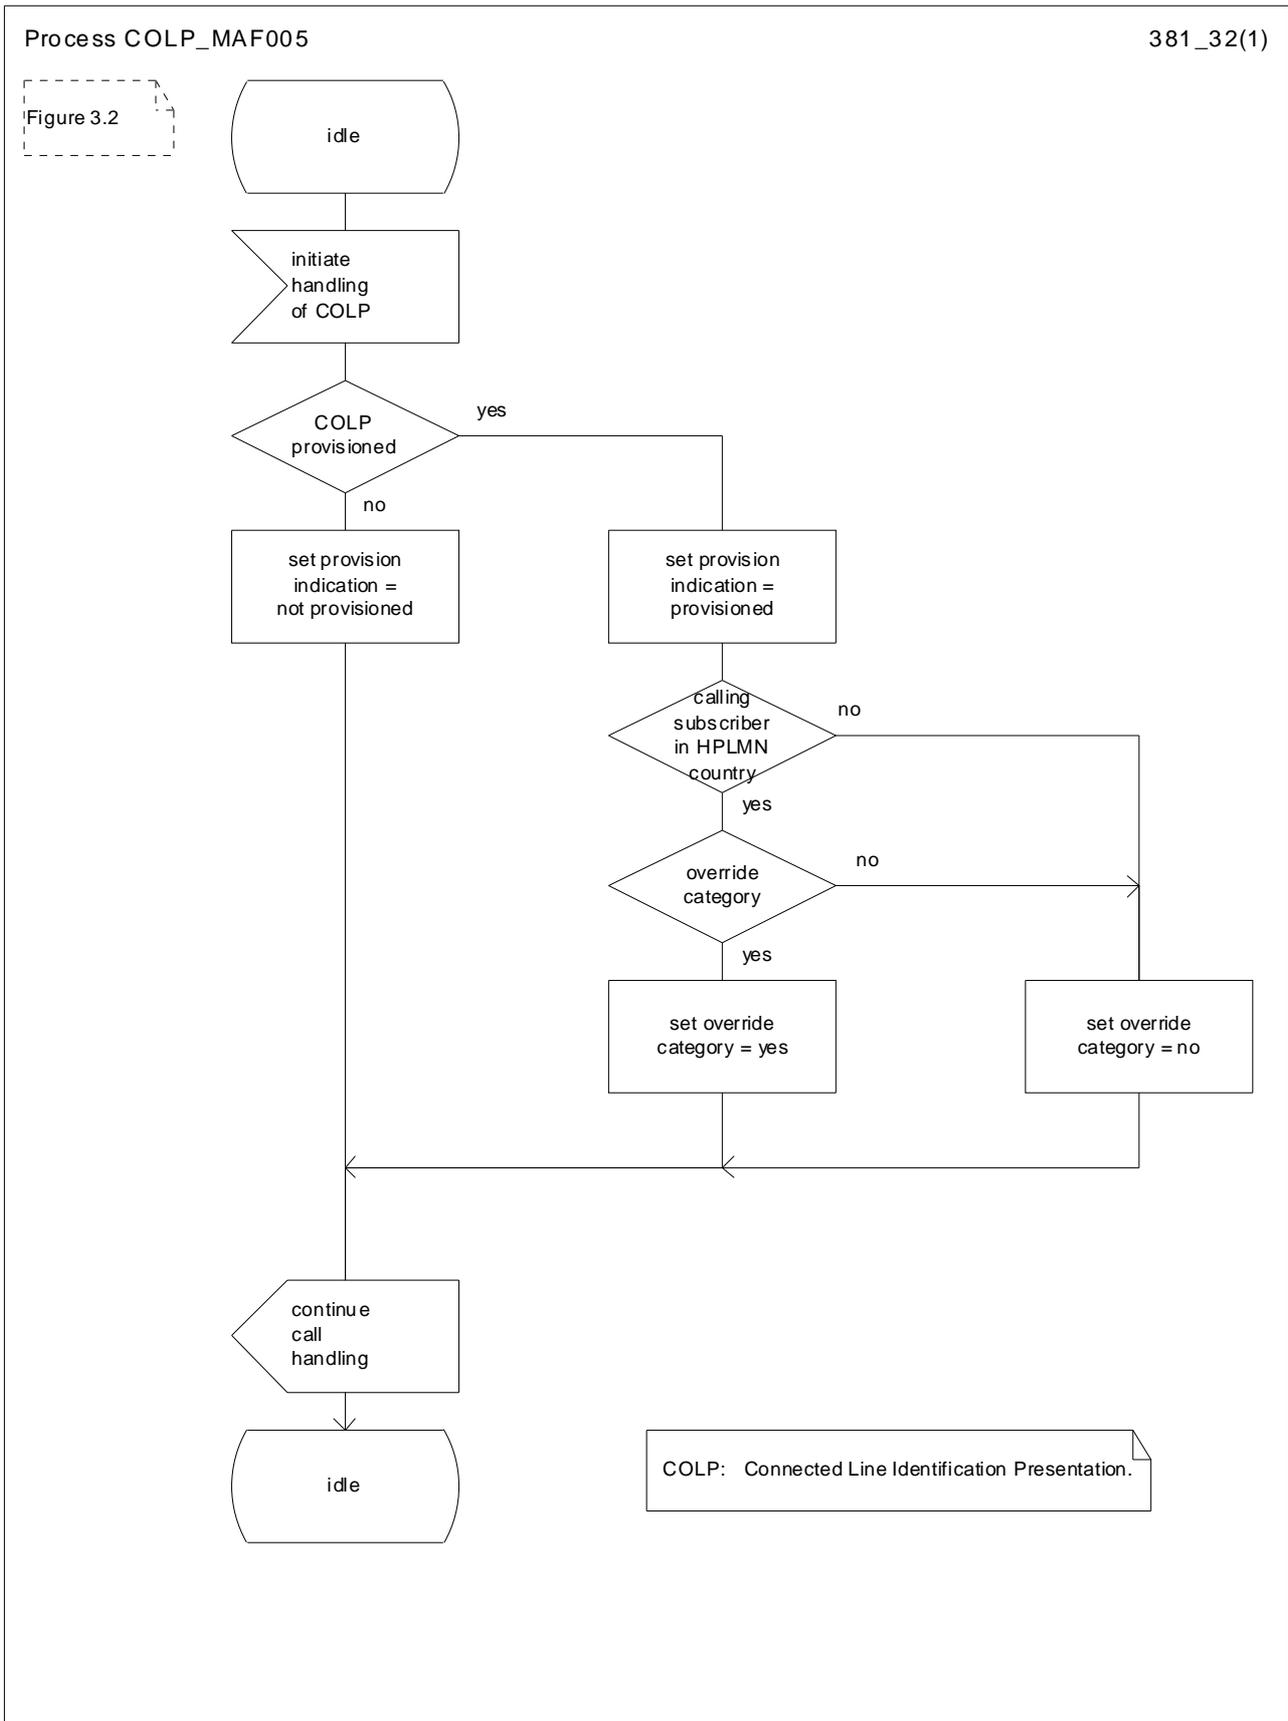 Process COLP_MAF005
381_32(1)
Figure 3.2
idle
initiate
handling
of COLP
COLP
provisioned
yes
no
set provision
indication =
not provisioned
set provision
indication =
provisioned
calling
subscriber
in HPLMN
country
no
yes
override
category
no
yes
set override
category = yes
set override
category = no
continue
call
handling
idle
COLP: Connected Line Identification Presentation.